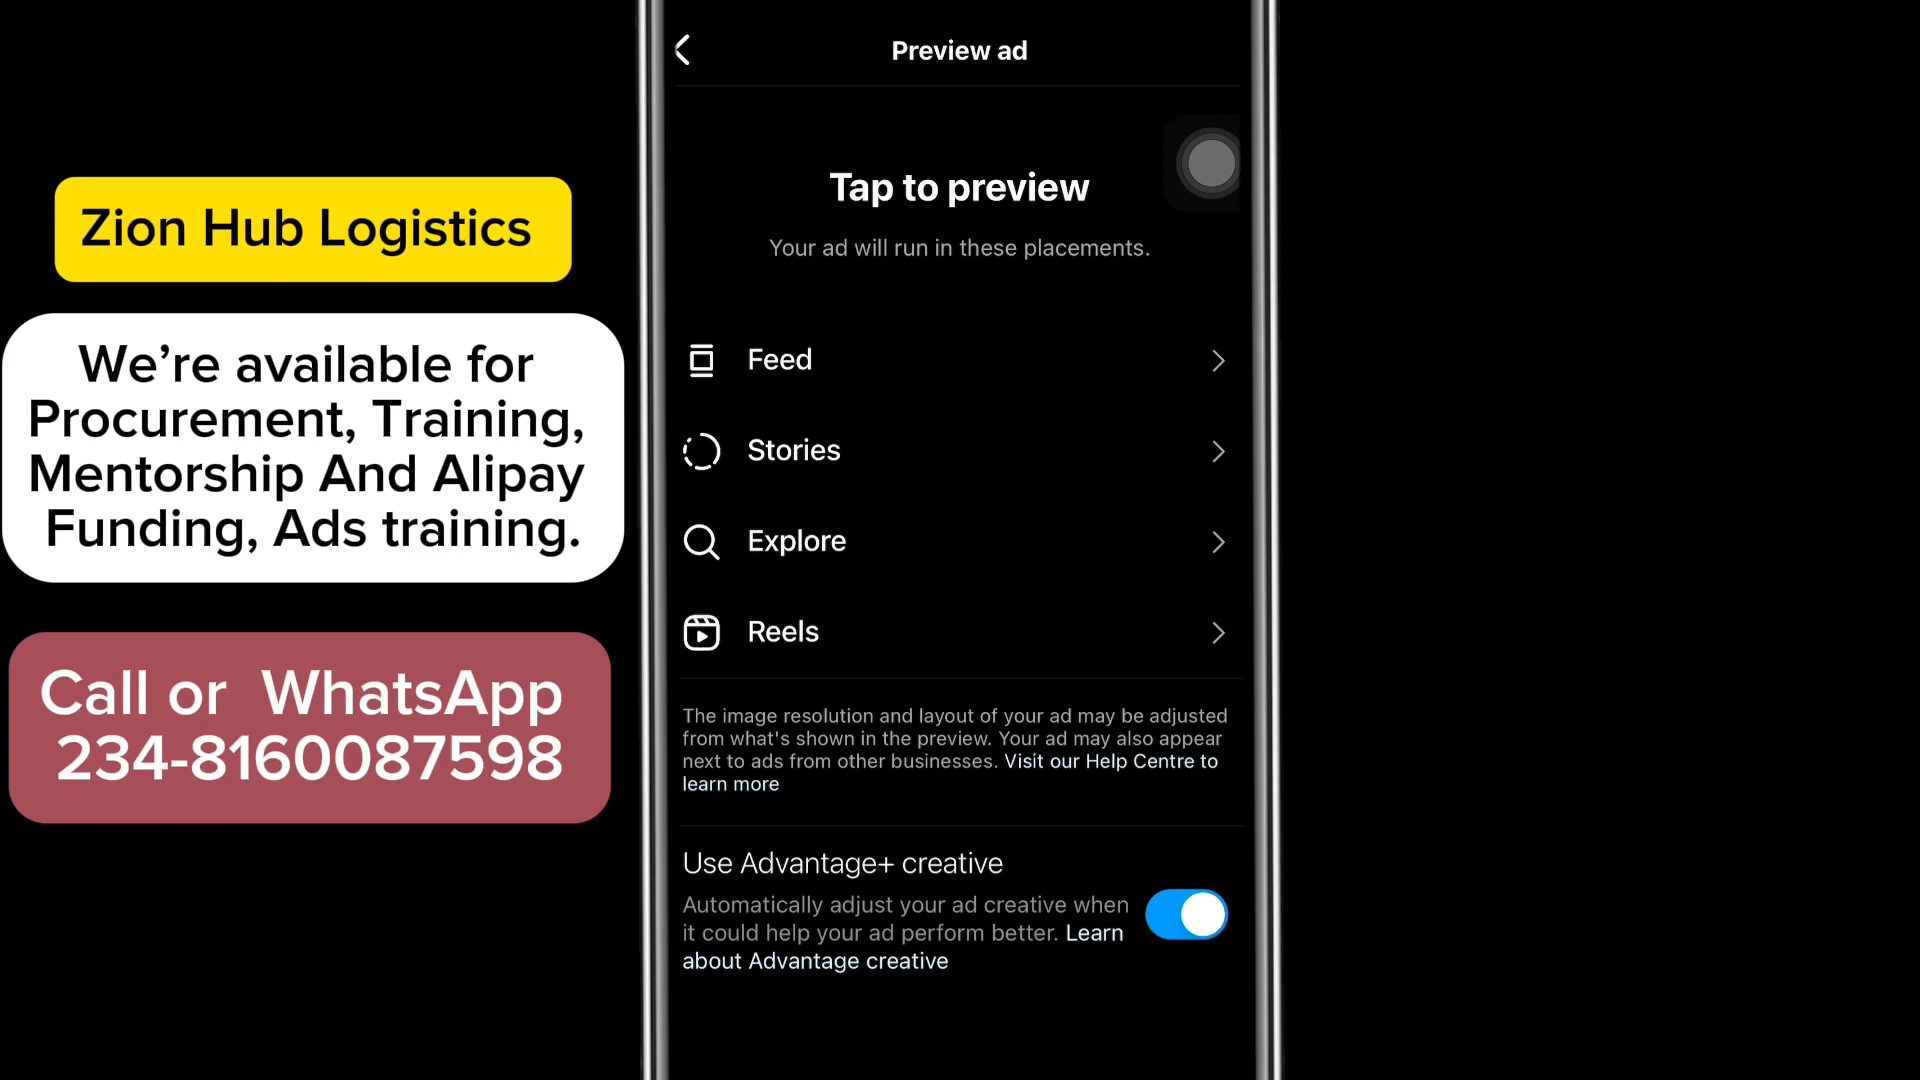 Zion Hub Logistics
We’re available for
Procurement, Training,
Mentorship And Alipay
Funding, Ads training.
Call or WhatsApp
234-8160087598
Preview ad
Tap to preview
Your ad will run in these placements.
Feed
Stories
Explore
Reels
The image resolution and layout of your ad may be adjusted
from what's shown in the preview. Your ad may also appear
next to ads from other businesses. Visit our Help Centre to
learn more
Use Advantage+ creative
Automatically adjust your ad creative when
it could help your ad perform better. Learn
about Advantage creative